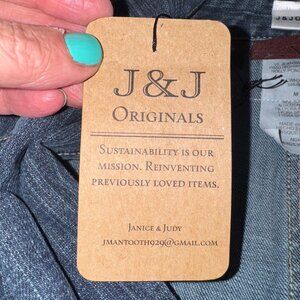 J&J
ORIGINALS
SUSTAINABILITY IS OUR
MISSION. REINVENTING
PREVIOUSLY LOVED ITEMS.
JANICE & JUDY
JMANTOOTH929@GMAIL.COM